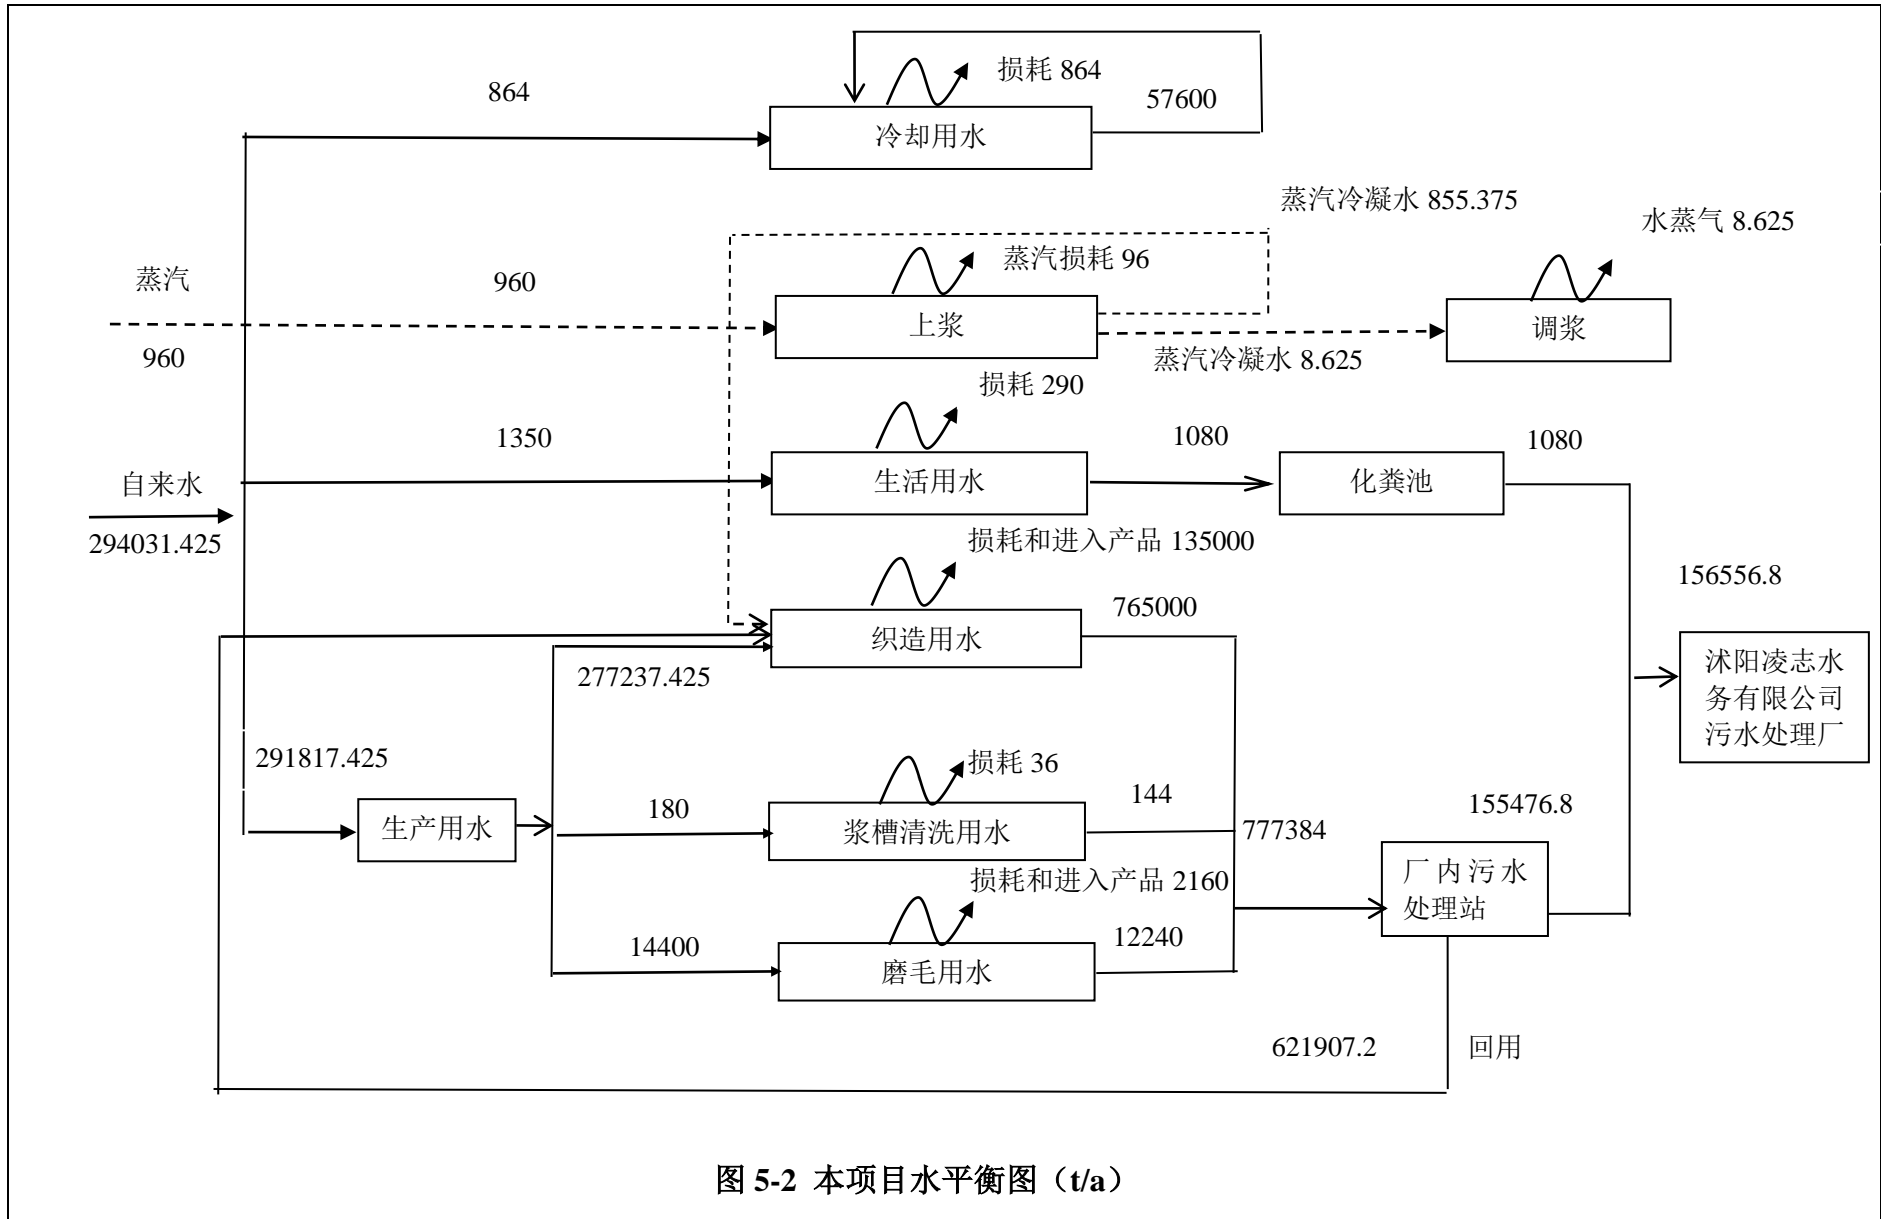 损耗 864
864
57600
冷却用水
蒸汽冷凝水 855.375
水蒸气 8.625
蒸汽损耗 96
蒸汽
960
上浆
调浆
960
蒸汽冷凝水 8.625
损耗 290
1350
1080
1080
自来水
生活用水
化粪池
294031.425
损耗和进入产品 135000
156556.8
765000
织造用水
277237.425
沭阳凌志水
务有限公司
污水处理厂
291817.425
损耗 36
180
144
155476.8
生产用水
浆槽清洗用水
777384
损耗和进入产品 2160
厂内污水
处理站
14400
12240
磨毛用水
621907.2
回用
图 5-2 本项目水平衡图（t/a）